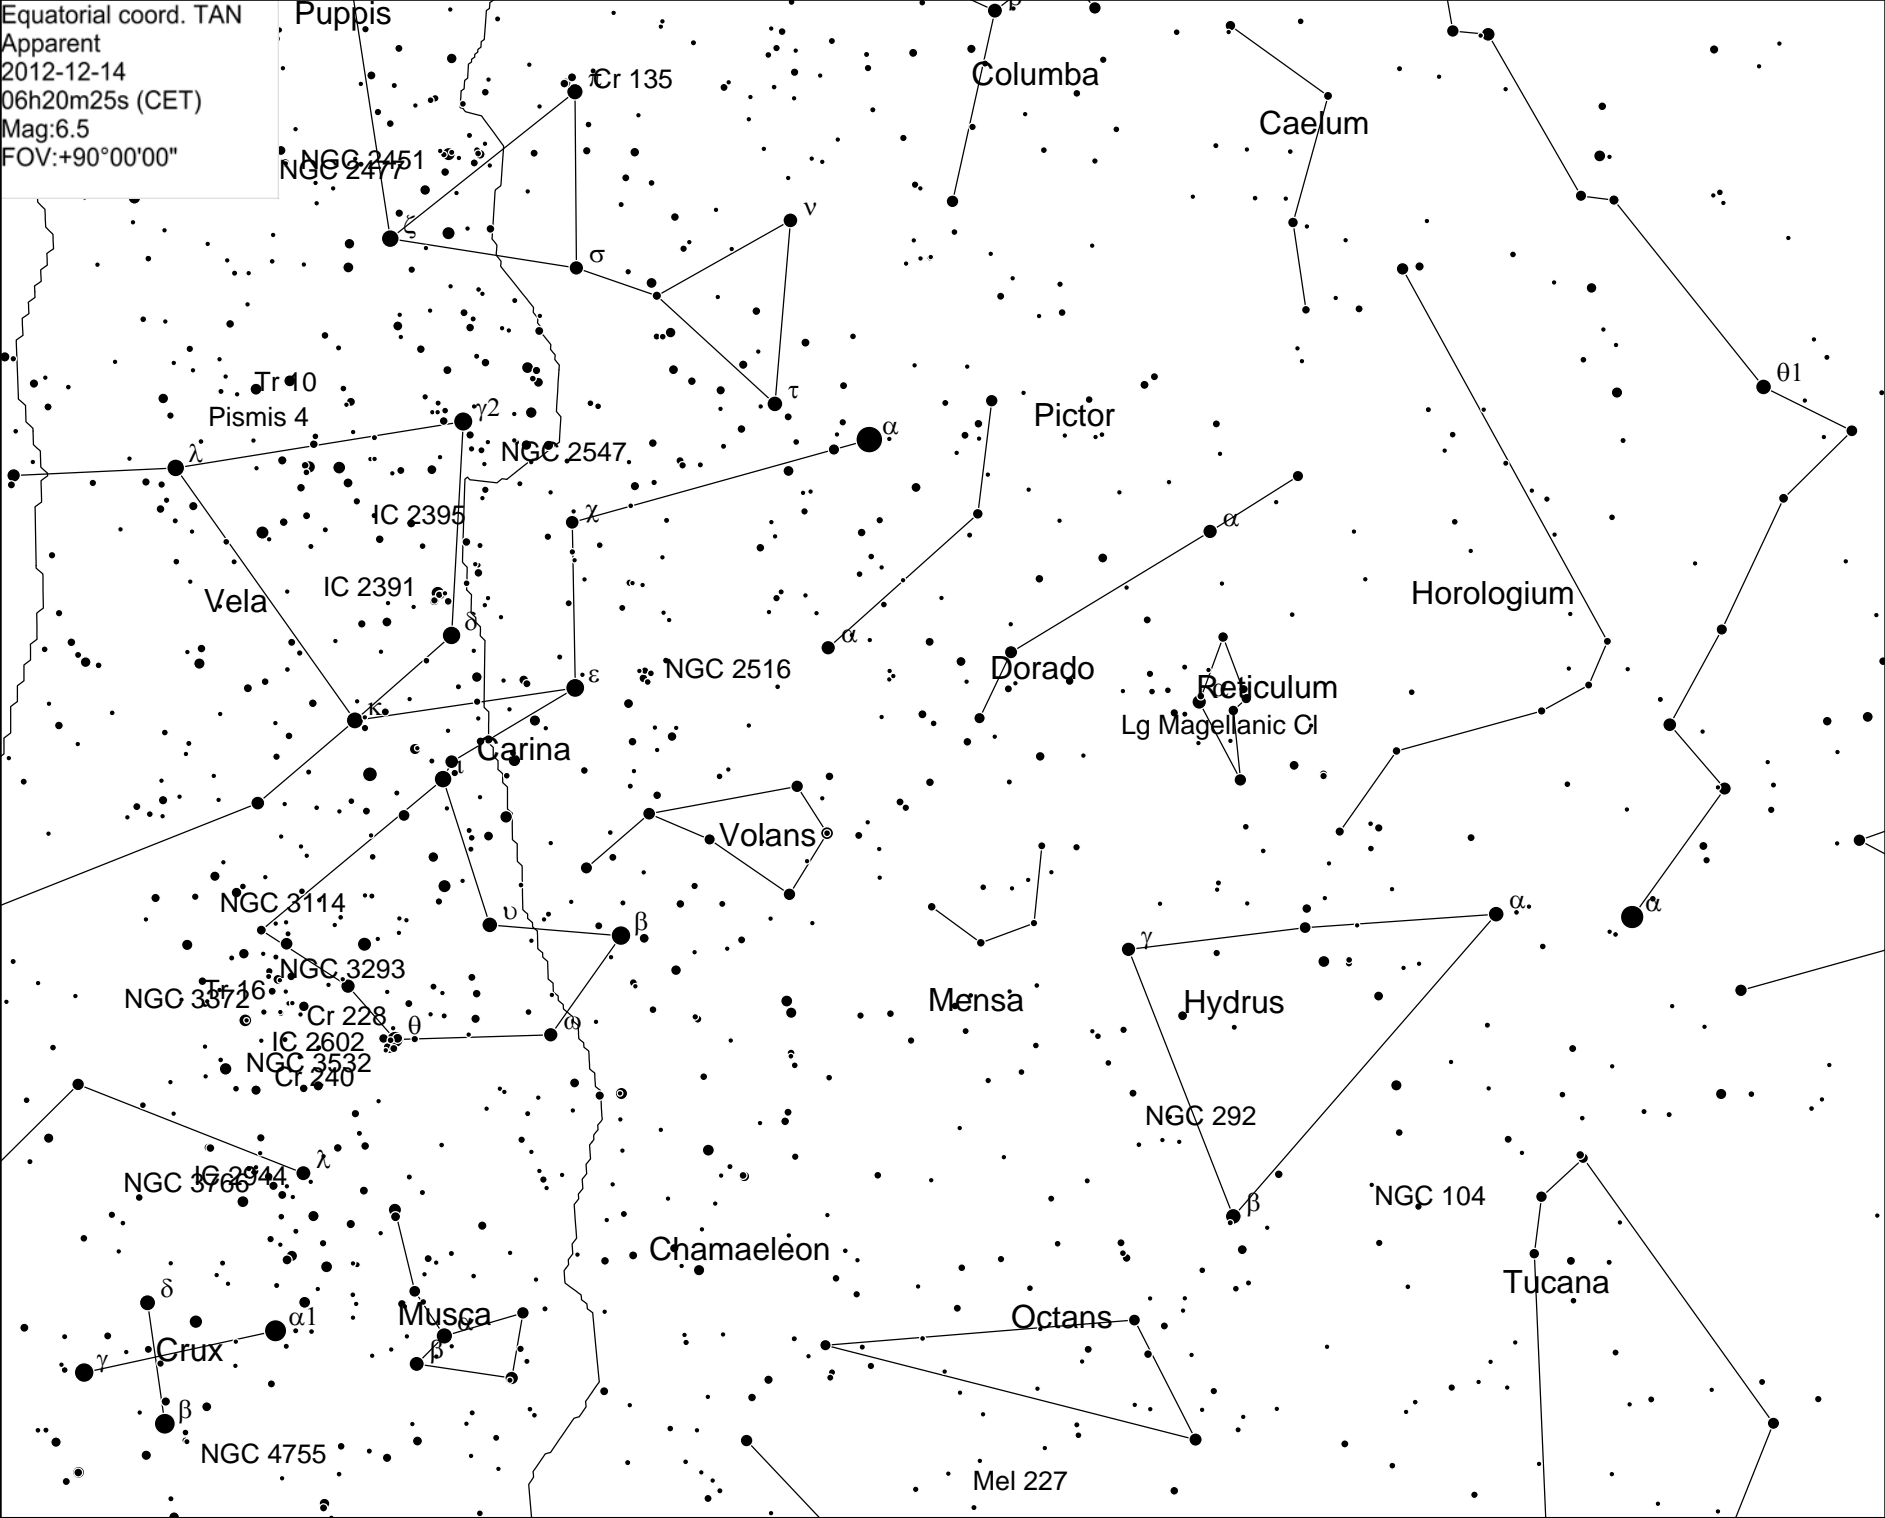 Equatorial coord. TAN
Apparent
2012-12-14
06h20m25s (CET)
Mag:6.5
FOV:+90°00'00"
Puppis
β
π
Cr 135
Columba
Caelum
NGC 2451
NGC 2477
ζ
σ
ν
θ1
Tr 10
Pismis 4
γ2
τ
α
Pictor
λ
NGC 2547
IC 2395
χ
α
IC 2391
Vela
δ
α
Horologium
ε
NGC 2516
Dorado
α
Reticulum
κ
Lg Magellanic Cl
Carina
ι
Volans
NGC 3114
υ
β
γ
α
α
NGC 3293
Tr 16
NGC 3372
Mensa
Hydrus
Cr 228
θ
ω
IC 2602
NGC 3532
Cr 240
NGC 292
λ
IC 2944
NGC 3766
β
NGC 104
Chamaeleon
Tucana
δ
α1
Musca
α
Octans
Crux
γ
β
β
NGC 4755
Mel 227